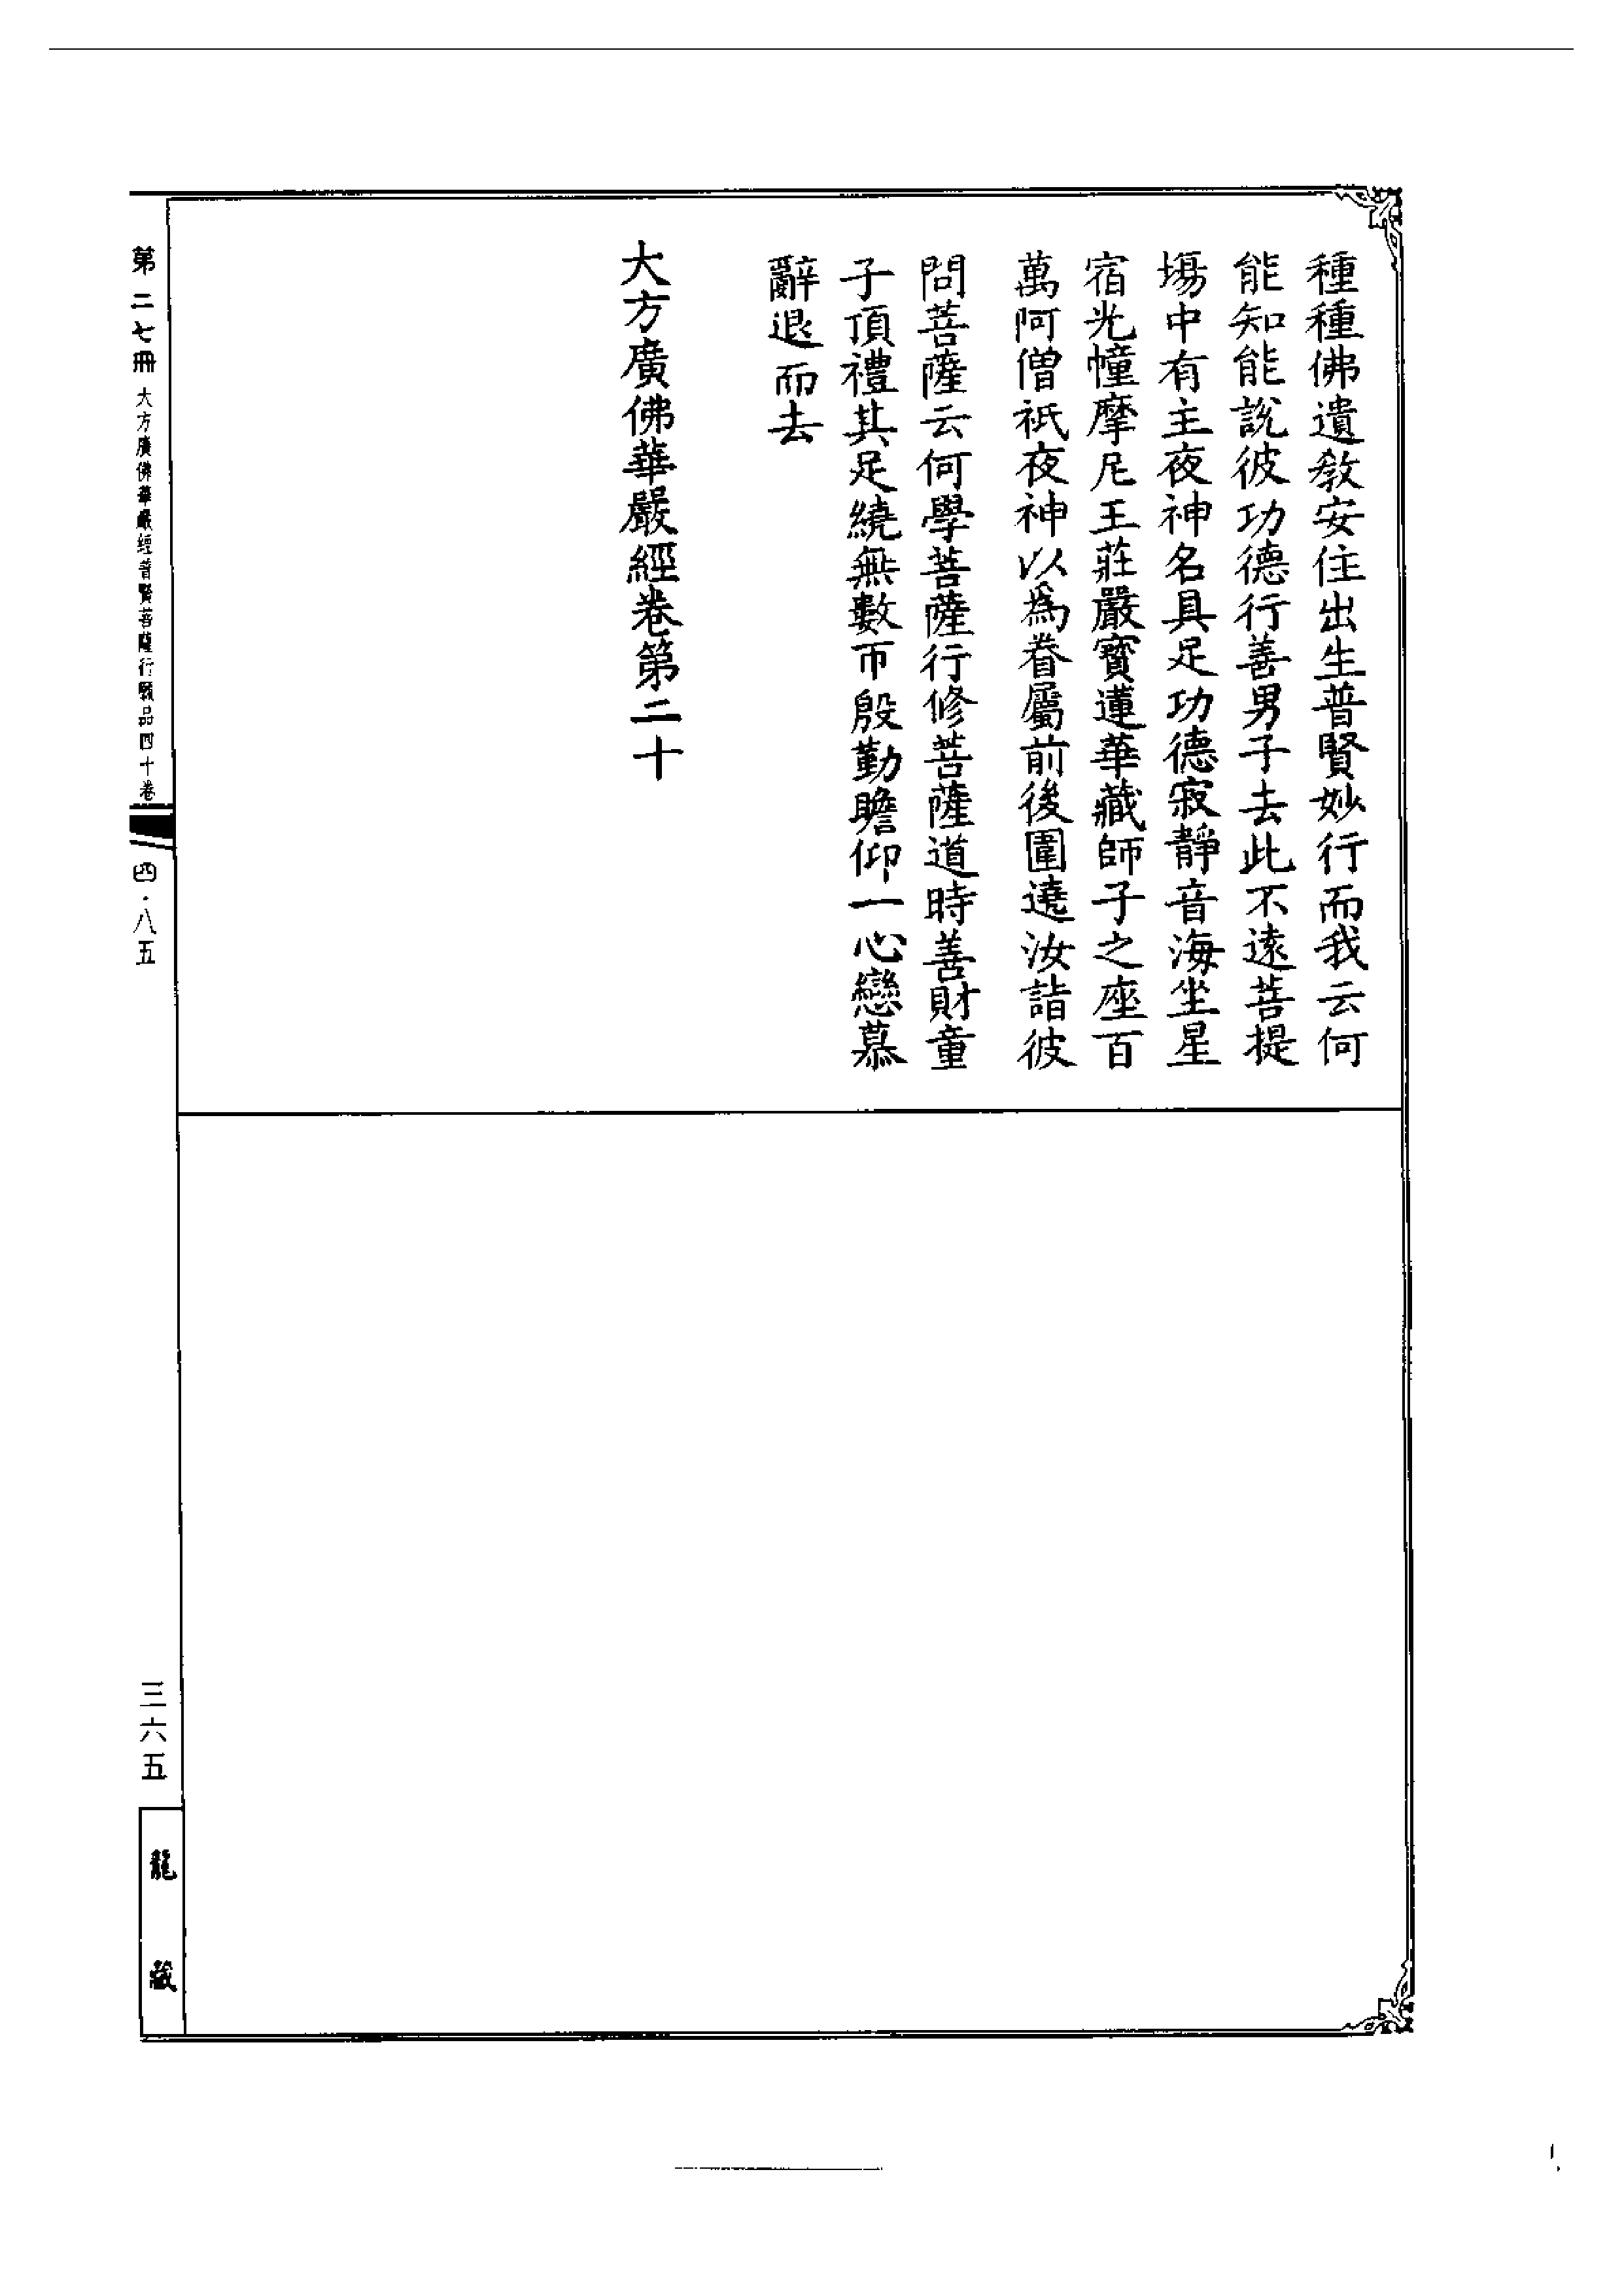 種種佛遺教安住出生普賢妙行而我云何
能知能說彼功德行善男子去此不遠菩提
場中有主夜神名具足功德寂靜音海坐星
宿光幢摩尼王莊嚴寶蓮華藏師子之座百
萬阿僧祇夜神以為眷屬前後圍遶汝詣彼
問菩薩云何學菩薩行修菩薩道時善財童
子頂禮其足繞無數帀殷勤瞻仰一心戀慕
辭退而去
大方廣佛華嚴經卷第二十
第二七冊 大方廣佛華嚴經普賢菩薩行願品四十卷
四·八五
三六五
龍藏